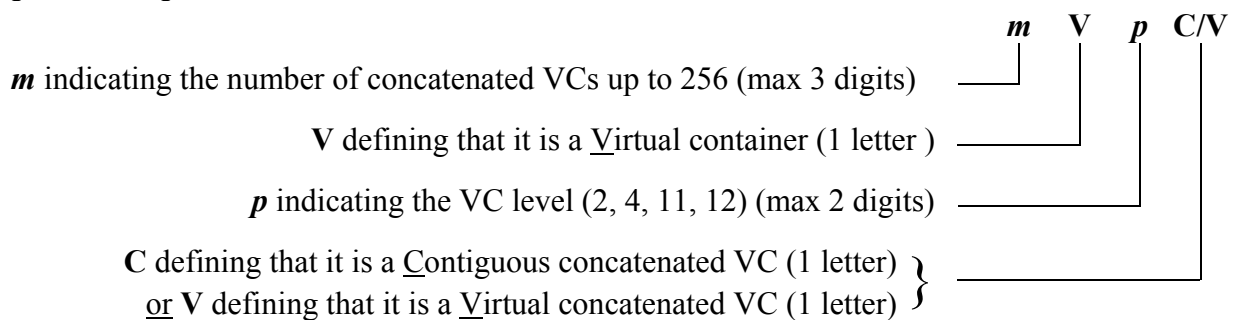 m V p C/V
m indicating the number of concatenated VCs up to 256 (max 3 digits)
V defining that it is a Virtual container (1 letter )
p indicating the VC level (2, 4, 11, 12) (max 2 digits)
C defining that it is a Contiguous concatenated VC (1 letter)
or V defining that it is a Virtual concatenated VC (1 letter)